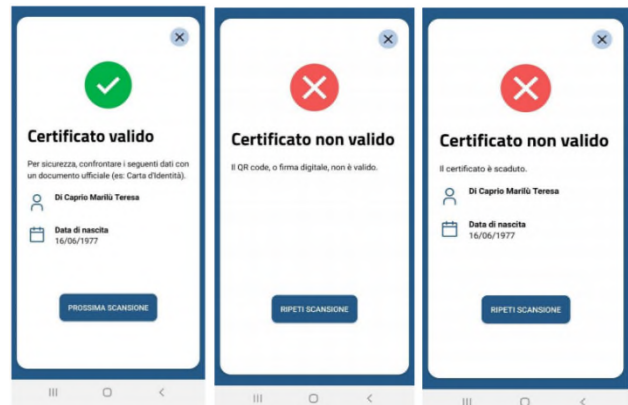 Certificato valido
Per sicurezza, confrontare i seguenti dati con
un documento ufficiale (es: Carta d'Identità).
Di Caprio Marilù Teresa
Data di nascita
16/06/1977
PROSSIMA SCANSIONE
Certificato non valido
Il QR code, o firma digitale, non è valido.
RIPETI SCANSIONE
Certificato non valido
Il certificato è scaduto.
Di Caprio Marilù Teresa
Data di nascita
16/06/1977
RIPETI SCANSIONE